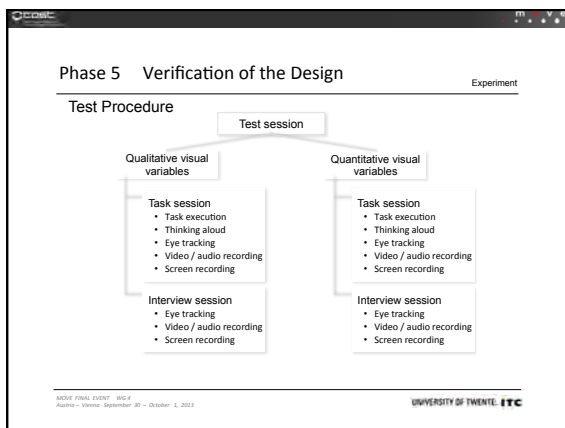 cost
move
Phase 5 Verification of the Design
Experiment
Test Procedure
Test session
Qualitative visual
variables
Task session
• Task execution
• Thinking aloud
• Eye tracking
• Video / audio recording
• Screen recording
Interview session
• Eye tracking
• Video / audio recording
• Screen recording
Quantitative visual
variables
Task session
• Task execution
• Thinking aloud
• Eye tracking
• Video / audio recording
• Screen recording
Interview session
• Eye tracking
• Video / audio recording
• Screen recording
MOVE FINAL EVENT WG 4
Austria – Vienna September 30 – October 1, 2013
UNIVERSITY OF TWENTE. ITC